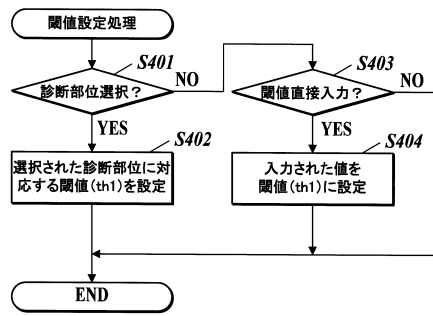 閾値設定処理
S401
診断部位選択？
NO
YES
S402
選択された診断部位に対
応する閾値(th1)を設定
S403
閾値直接入力？
NO
YES
S404
入力された値を
閾値(th1)に設定
END